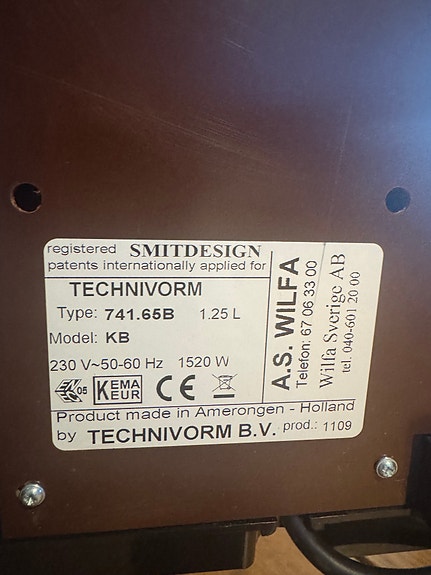 registered SMITDESIGN
patents internationally applied for
TECHNIVORM
Type: 741.65B 1.25 L
Model: KB
230 V~50-60 Hz 1520 W
05
KEMA
EUR
CE
Product made in Amerongen - Holland
by TECHNIVORM B.V. prod.: 1109
A.S. WILFA
Telefon: 67 06 33 00
Wilfa Sverige AB
tel. 040-601 20 00